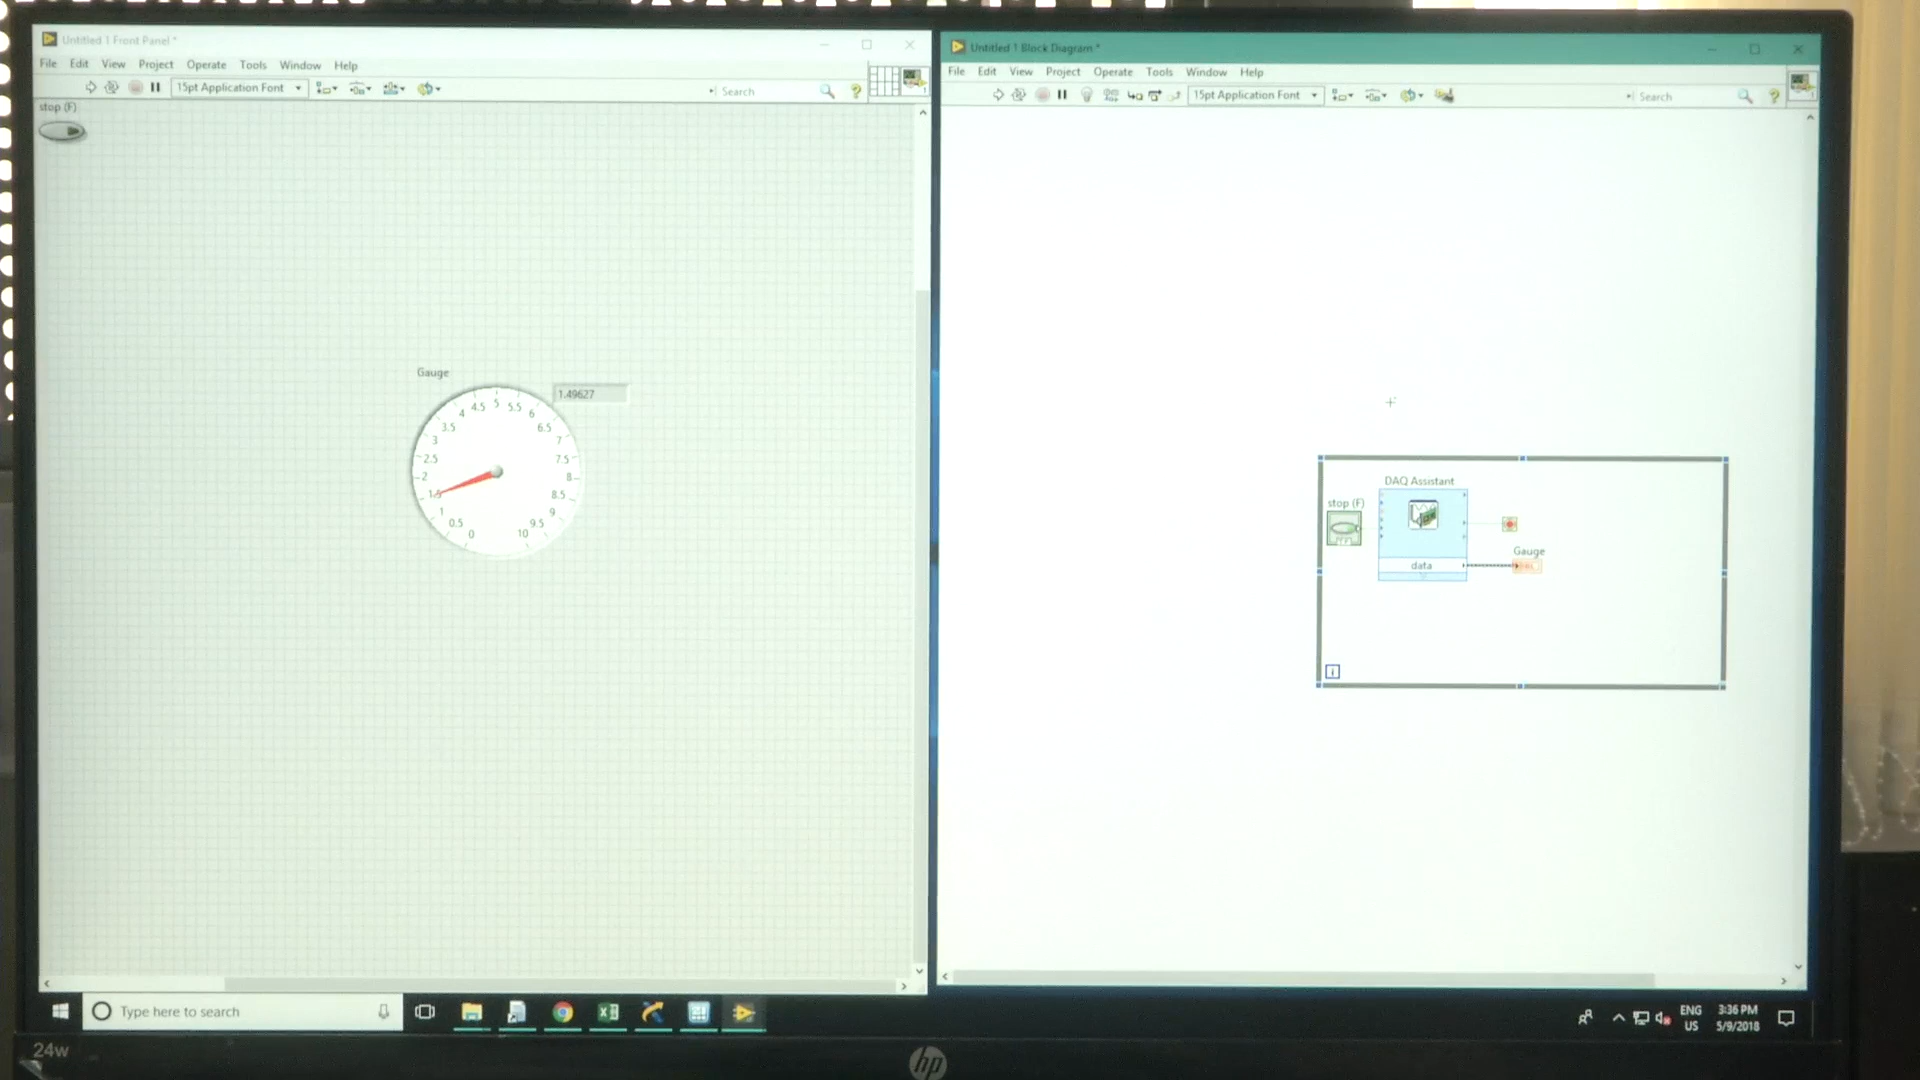 Untitled 1 Front Panel *
File Edit View Project Operate Tools Window Help
15pt Application Font
Search
stop (F)
Gauge
1.49627
0
0.5
1
1.5
2
2.5
3
3.5
4
4.5
5
5.5
6
6.5
7
7.5
8
8.5
9
9.5
10
Untitled 1 Block Diagram *
File Edit View Project Operate Tools Window Help
15pt Application Font
Search
DAQ Assistant
stop (F)
Gauge
data
i
Type here to search
ENG
US
3:36 PM
5/9/2018
24w
hp